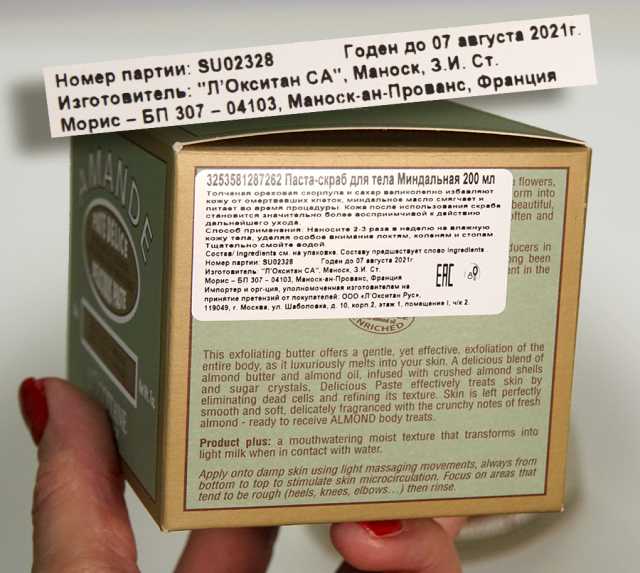 Номер партии: SU02328 Годен до 07 августа 2021г.
Изготовитель: "Л'Окситан СА", Маноск, З.И. Ст.
Морис – БП 307 – 04103, Маноск-ан-Прованс, Франция
AMANDE
3253581287262 Паста-скраб для тела Миндальная 200 мл
Толченая ореховая скорлупа и сахар великолепно избавляют
кожу от омертвевших клеток, миндальное масло смягчает и
питает во время процедуры. Кожа после использования скраба
становится значительно более восприимчивой к действию
дальнейшего ухода.
Способ применения: Наносите 2-3 раза в неделю на влажную
кожу тела, уделяя особое внимание локтям, коленям и стопам
Тщательно смойте водой.
Состав/ Ingredients см. на упаковке. Составу предшествует слово Ingredients .
Номер партии: SU02328 Годен до 07 августа 2021г.
Изготовитель: "Л'Окситан СА", Маноск, З.И. Ст.
Морис – БП 307 – 04103, Маноск-ан-Прованс, Франция
Импортер и орг-ция, уполномоченная изготовителем на
принятие претензий от покупателей: ООО «Л'Окситан Рус»,
119049, г. Москва, ул. Шаболовка, д. 10, корп 2, этаж 1, помещение I, ч/к 2.
EAC
flowers,
orm into
beautiful,
often and
oducers in
ong been
ent in the
ENRICHED
This exfoliating butter offers a gentle, yet effective, exfoliation of the
entire body, as it luxuriously melts into your skin. A delicious blend of
almond butter and almond oil, infused with crushed almond shells
and sugar crystals, Delicious Paste effectively treats skin by
eliminating dead cells and refining its texture. Skin is left perfectly
smooth and soft, delicately fragranced with the crunchy notes of fresh
almond - ready to receive ALMOND body treats.
Product plus: a mouthwatering moist texture that transforms into
light milk when in contact with water.
Apply onto damp skin using light massaging movements, always from
bottom to top to stimulate skin microcirculation. Focus on areas that
tend to be rough (heels, knees, elbows…) then rinse.